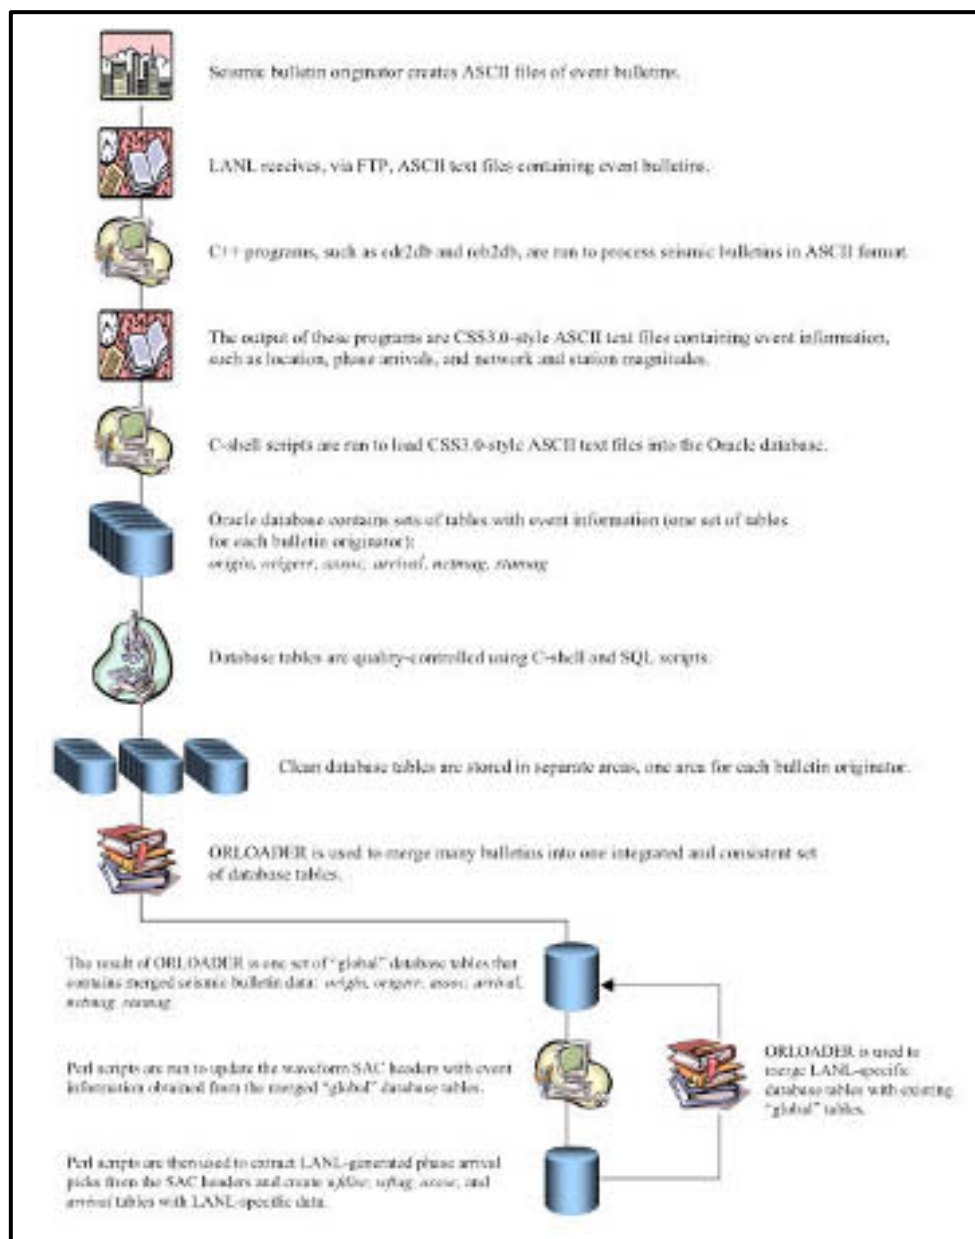 Seismic bulletin originator creates ASCII files of event bulletins.
LANL receives, via FTP, ASCII text files containing event bulletins.
C++ programs, such as edr2db and reb2db, are run to process seismic bulletins in ASCII format.
The output of these programs are CSS3.0-style ASCII text files containing event information,
such as location, phase arrivals, and network and station magnitudes.
C-shell scripts are run to load CSS3.0-style ASCII text files into the Oracle database.
Oracle database contains sets of tables with event information (one set of tables
for each bulletin originator):
origin, origerr, assoc, arrival, netmag, stamag
Database tables are quality-controlled using C-shell and SQL scripts.
Clean database tables are stored in separate areas, one area for each bulletin originator.
ORLOADER is used to merge many bulletins into one integrated and consistent set
of database tables.
The result of ORLOADER is one set of "global" database tables that
contains merged seismic bulletin data: origin, origerr, assoc, arrival,
netmag, stamag
Perl scripts are run to update the waveform SAC headers with event
information obtained from the merged "global" database tables.
ORLOADER is used to
merge LANL-specific
database tables with existing
"global" tables.
Perl scripts are then used to extract LANL-generated phase arrival
picks from the SAC headers and create wfdisc, wftag, assoc, and
arrival tables with LANL-specific data.